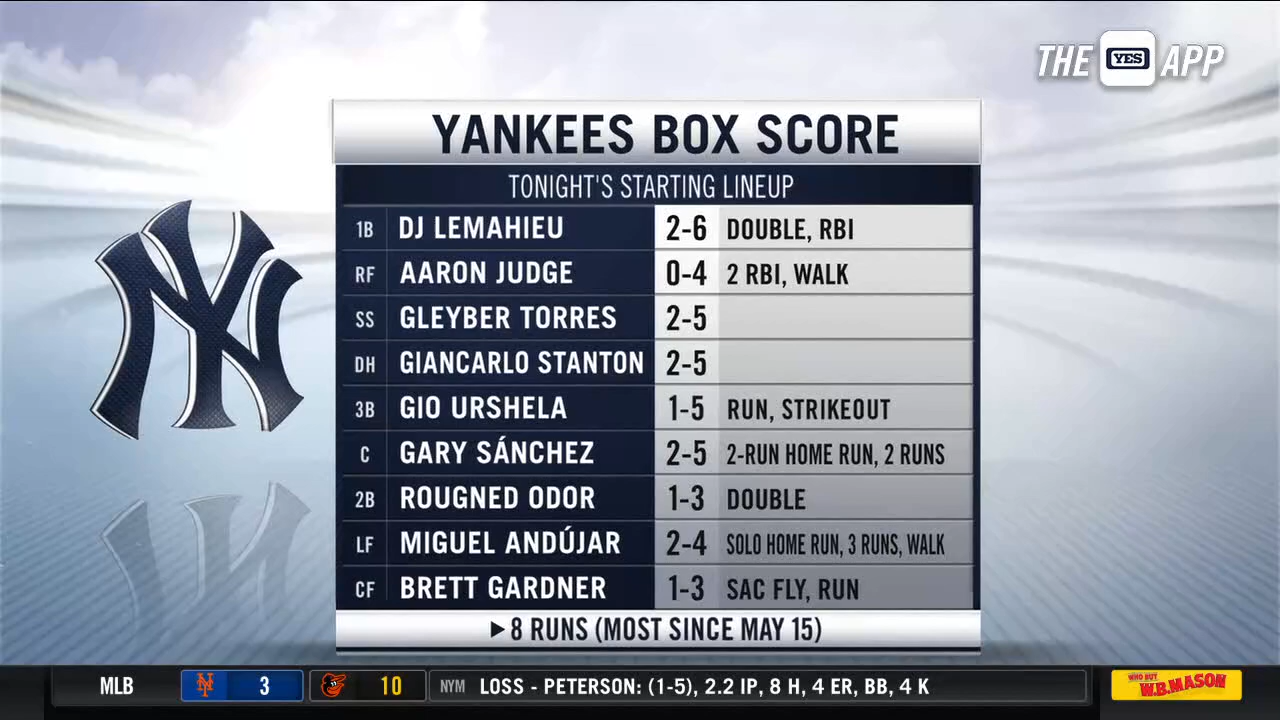 THE YES APP
YANKEES BOX SCORE
TONIGHT'S STARTING LINEUP
1B DJ LEMAHIEU 2-6 DOUBLE, RBI
RF AARON JUDGE 0-4 2 RBI, WALK
SS GLEYBER TORRES 2-5
DH GIANCARLO STANTON 2-5
3B GIO URSHELA 1-5 RUN, STRIKEOUT
C GARY SÁNCHEZ 2-5 2-RUN HOME RUN, 2 RUNS
2B ROUGNED ODOR 1-3 DOUBLE
LF MIGUEL ANDÚJAR 2-4 SOLO HOME RUN, 3 RUNS, WALK
CF BRETT GARDNER 1-3 SAC FLY, RUN
▶8 RUNS (MOST SINCE MAY 15)
MLB NY 3 10 NYM LOSS - PETERSON: (1-5), 2.2 IP, 8 H, 4 ER, BB, 4 K
WHO BUT
W.B. MASON
NY